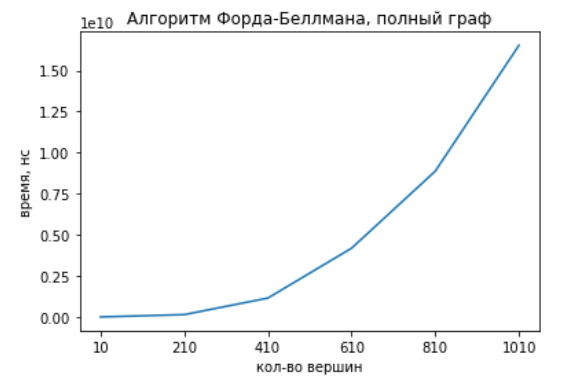 1e10
Алгоритм Форда-Беллмана, полный граф
время, нс
1.50
1.25
1.00
0.75
0.50
0.25
0.00
10 210 410 610 810 1010
кол-во вершин